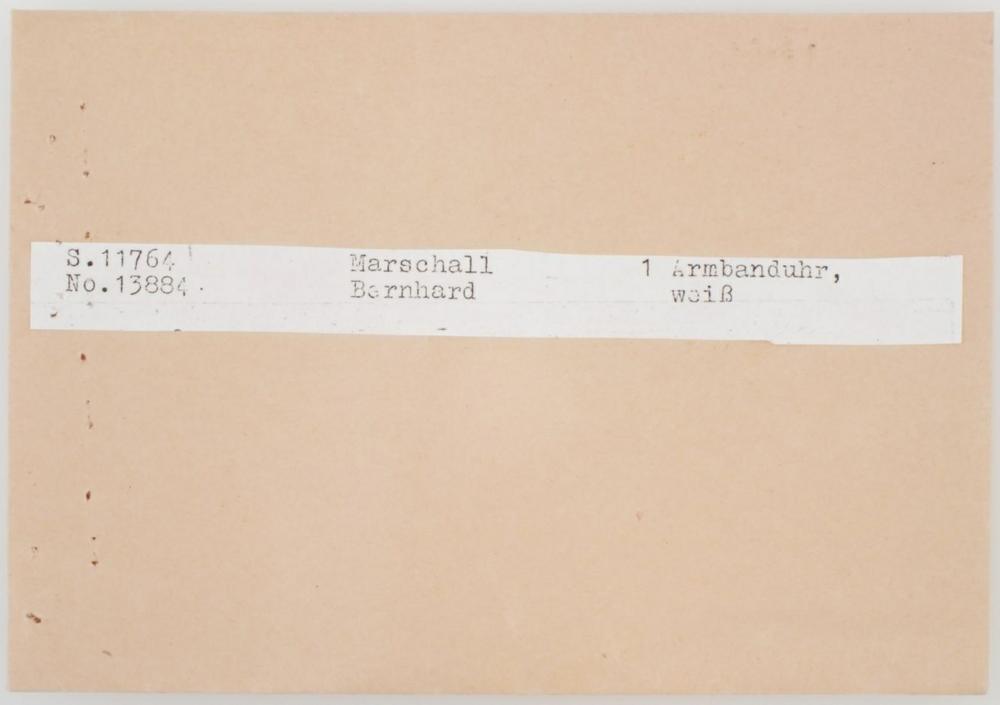 S.11764 Marschall 1 Armbanduhr,
No.13884. Bernhard weiß